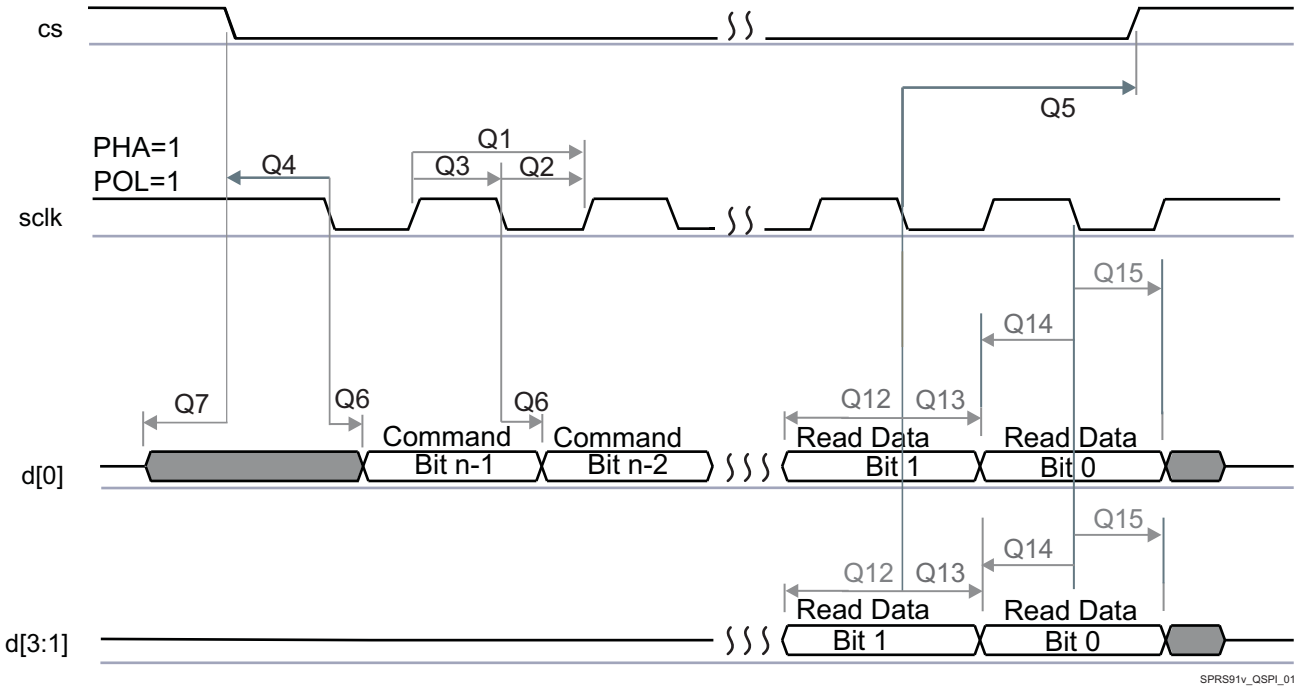 cs
Q5
PHA=1
POL=1
Q4
Q1
Q3 Q2
sclk
Q15
Q14
Q7
Q6
Q6
Q12 Q13
Command Command Read Data Read Data
d[0]
Bit n-1 Bit n-2 Bit 1 Bit 0
Q15
Q14
Q12 Q13
Read Data Read Data
d[3:1]
Bit 1 Bit 0
SPRS91v_QSPI_01